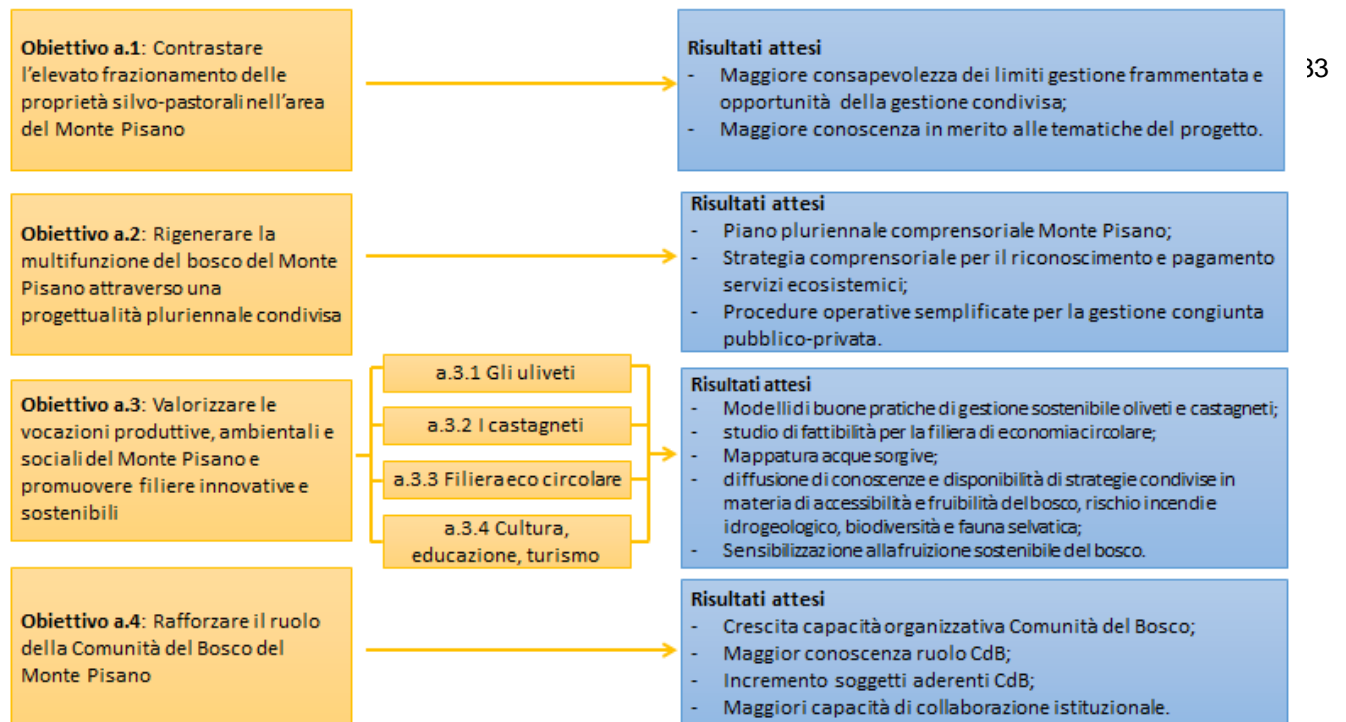 Obiettivo a.1: Contrastare
l'elevato frazionamento delle
proprietà silvo-pastorali nell'area
del Monte Pisano
Risultati attesi
- Maggiore consapevolezza dei limiti gestione frammentata e
opportunità della gestione condivisa;
- Maggiore conoscenza in merito alle tematiche del progetto.
33
Obiettivo a.2: Rigenerare la
multifunzione del bosco del Monte
Pisano attraverso una
progettualità pluriennale condivisa
Risultati attesi
- Piano pluriennale comprensoriale Monte Pisano;
- Strategia comprensoriale per il riconoscimento e pagamento
servizi ecosistemici;
- Procedure operative semplificate per la gestione congiunta
pubblico-privata.
Obiettivo a.3: Valorizzare le
vocazioni produttive, ambientali e
sociali del Monte Pisano e
promuovere filiere innovative e
sostenibili
a.3.1 Gli uliveti
a.3.2 I castagneti
a.3.3 Filiera eco circolare
a.3.4 Cultura,
educazione, turismo
Risultati attesi
- Modelli di buone pratiche di gestione sostenibile oliveti e castagneti;
- studio di fattibilità per la filiera di economia circolare;
- Mappatura acque sorgive;
- diffusione di conoscenze e disponibilità di strategie condivise in
materia di accessibilità e fruibilità del bosco, rischio incendi e
idrogeologico, biodiversità e fauna selvatica;
- Sensibilizzazione alla fruizione sostenibile del bosco.
Obiettivo a.4: Rafforzare il ruolo
della Comunità del Bosco del
Monte Pisano
Risultati attesi
- Crescita capacità organizzativa Comunità del Bosco;
- Maggior conoscenza ruolo CdB;
- Incremento soggetti aderenti CdB;
- Maggiori capacità di collaborazione istituzionale.